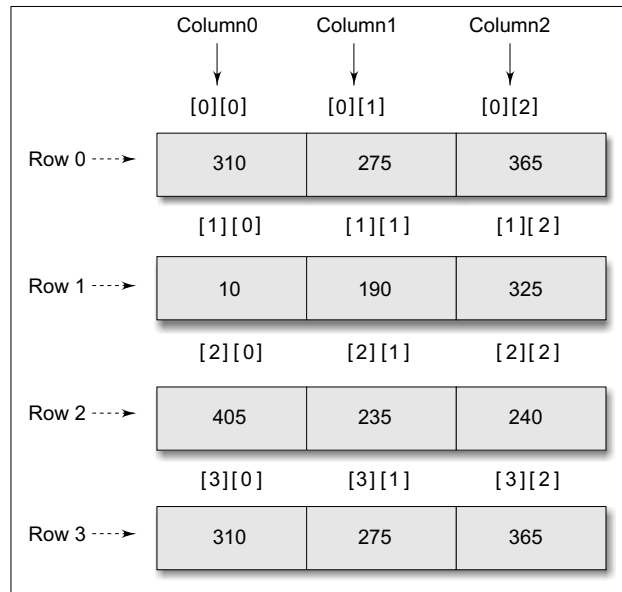 Column0 Column1 Column2
[0][0] [0][1] [0][2]
Row 0 310 275 365
[1][0] [1][1] [1][2]
Row 1 10 190 325
[2][0] [2][1] [2][2]
Row 2 405 235 240
[3][0] [3][1] [3][2]
Row 3 310 275 365